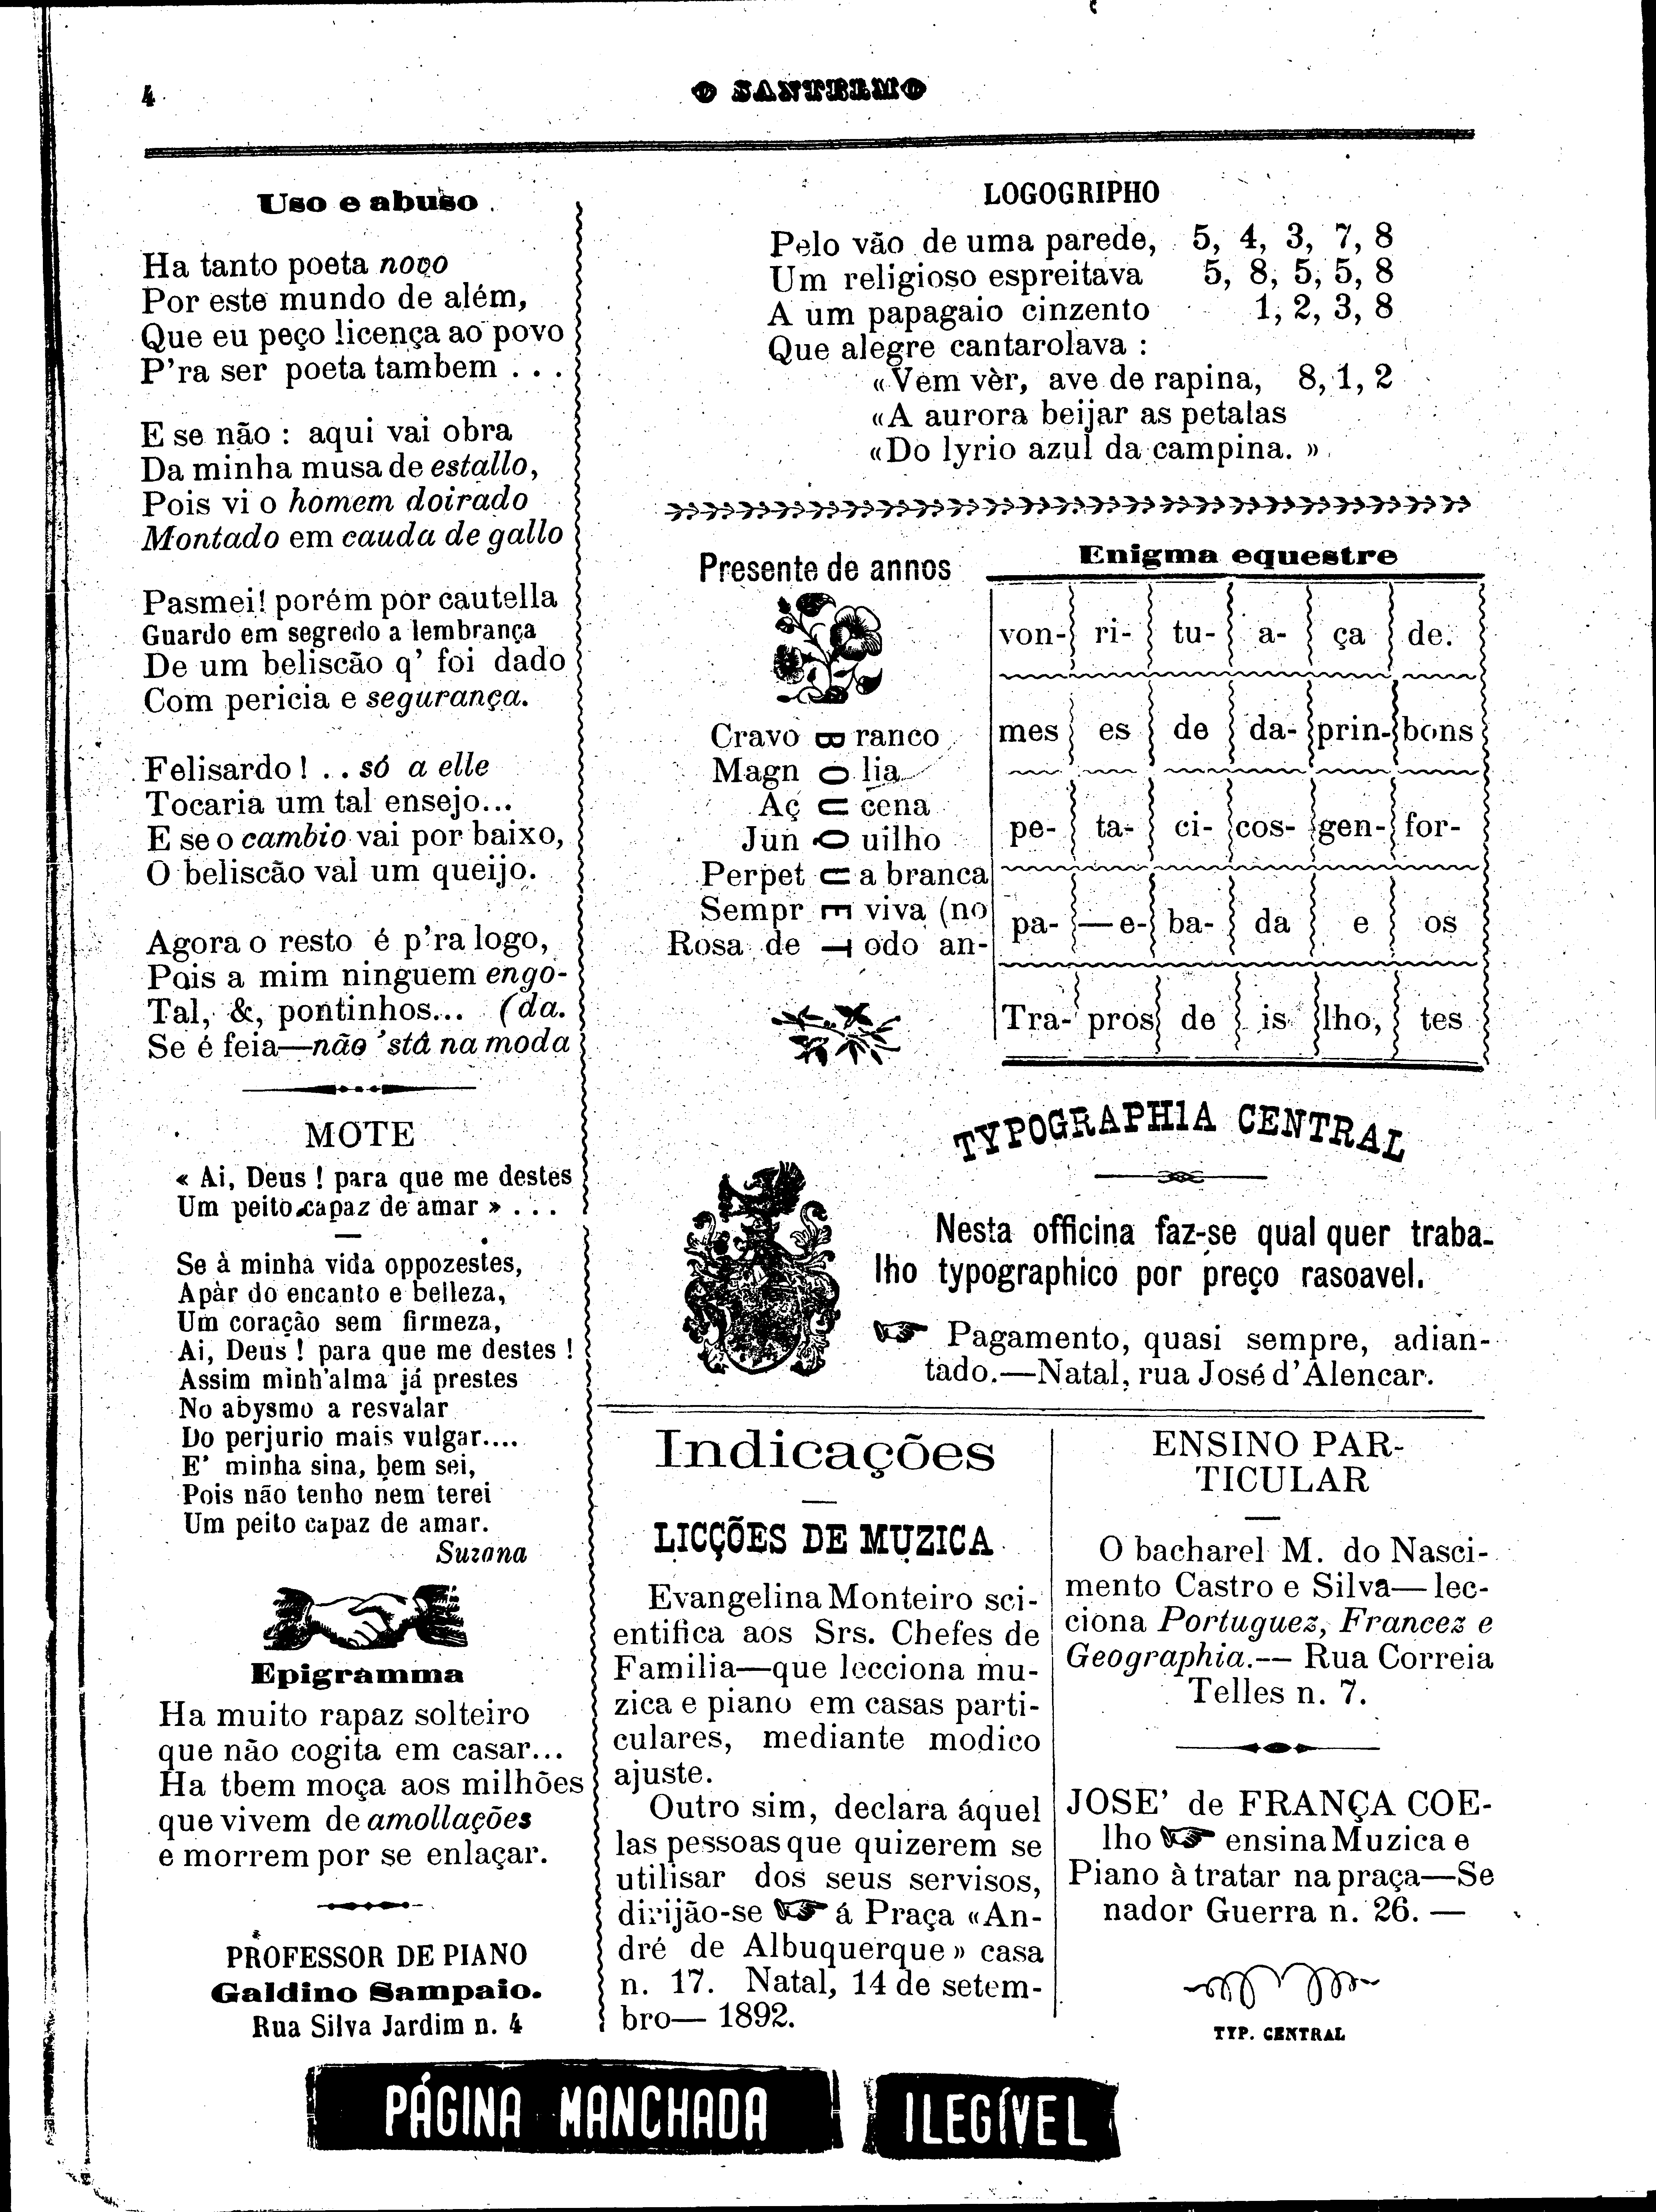 4
O SANTELMO
Uso e abuso
Ha tanto poeta novo
Por este mundo de além,
Que eu peço licença ao povo
P'ra ser poeta tambem . . .
E se não : aqui vai obra
Da minha musa de estallo,
Pois vi o homem doirado
Montado em cauda de gallo
Pasmei! porém por cautella
Guardo em segredo a lembrança
De um beliscão q' foi dado
Com pericia e segurança.
Felisardo ! . . só a elle
Tocaria um tal ensejo...
E se o cambio vai por baixo,
O beliscão val um queijo.
Agora o resto é p'ra logo,
Pois a mim ninguem engo-
Tal, &, pontinhos... (da.
Se é feia—não 'stá na moda
MOTE
« Ai, Deus ! para que me destes
Um peito capaz de amar » . . .
Se à minha vida oppozestes,
Apàr do encanto e belleza,
Um coração sem firmeza,
Ai, Deus ! para que me destes !
Assim minh'alma já prestes
No abysmo a resvalar
Do perjurio mais vulgar....
E' minha sina, bem sei,
Pois não tenho nem terei
Um peito capaz de amar.
Suzana
Epigramma
Ha muito rapaz solteiro
que não cogita em casar...
Ha tbem moça aos milhões
que vivem de amollações
e morrem por se enlaçar.
PROFESSOR DE PIANO
Galdino Sampaio.
Rua Silva Jardim n. 4
LOGOGRIPHO
Pelo vão de uma parede, 5, 4, 3, 7, 8
Um religioso espreitava 5, 8, 5, 5, 8
A um papagaio cinzento 1, 2, 3, 8
Que alegre cantarolava :
«Vem vèr, ave de rapina, 8, 1, 2
«A aurora beijar as petalas
«Do lyrio azul da campina. »
Presente de annos
Cravo B ranco
Magn O lia
Aç U cena
Jun Q uilho
Perpet U a branca
Sempr E viva (no
Rosa de T odo an-
Enigma equestre
von- ri- tu- a- ça de.
mes es de da- prin- bons
pe- ta- ci- cos- gen- for-
pa- —e- ba- da e os
Tra- pros de is lho, tes
TYPOGRAPHIA CENTRAL
Nesta officina faz-se qual quer traba-
lho typographico por preço rasoavel.
Pagamento, quasi sempre, adian-
tado.—Natal, rua José d'Alencar.
Indicações
LICÇÕES DE MUZICA
Evangelina Monteiro sci-
entifica aos Srs. Chefes de
Familia—que lecciona mu-
zica e piano em casas parti-
culares, mediante modico
ajuste.
Outro sim, declara áquel
las pessoas que quizerem se
utilisar dos seus servisos,
dirijão-se á Praça «An-
dré de Albuquerque» casa
n. 17. Natal, 14 de setem-
bro— 1892.
ENSINO PAR-
TICULAR
O bacharel M. do Nasci-
mento Castro e Silva—lec-
ciona Portuguez, Francez e
Geographia.— Rua Correia
Telles n. 7.
JOSE' de FRANÇA COE-
lho ensina Muzica e
Piano à tratar na praça—Se
nador Guerra n. 26. —
TYP. CENTRAL
PÁGINA MANCHADA
ILEGÍVEL